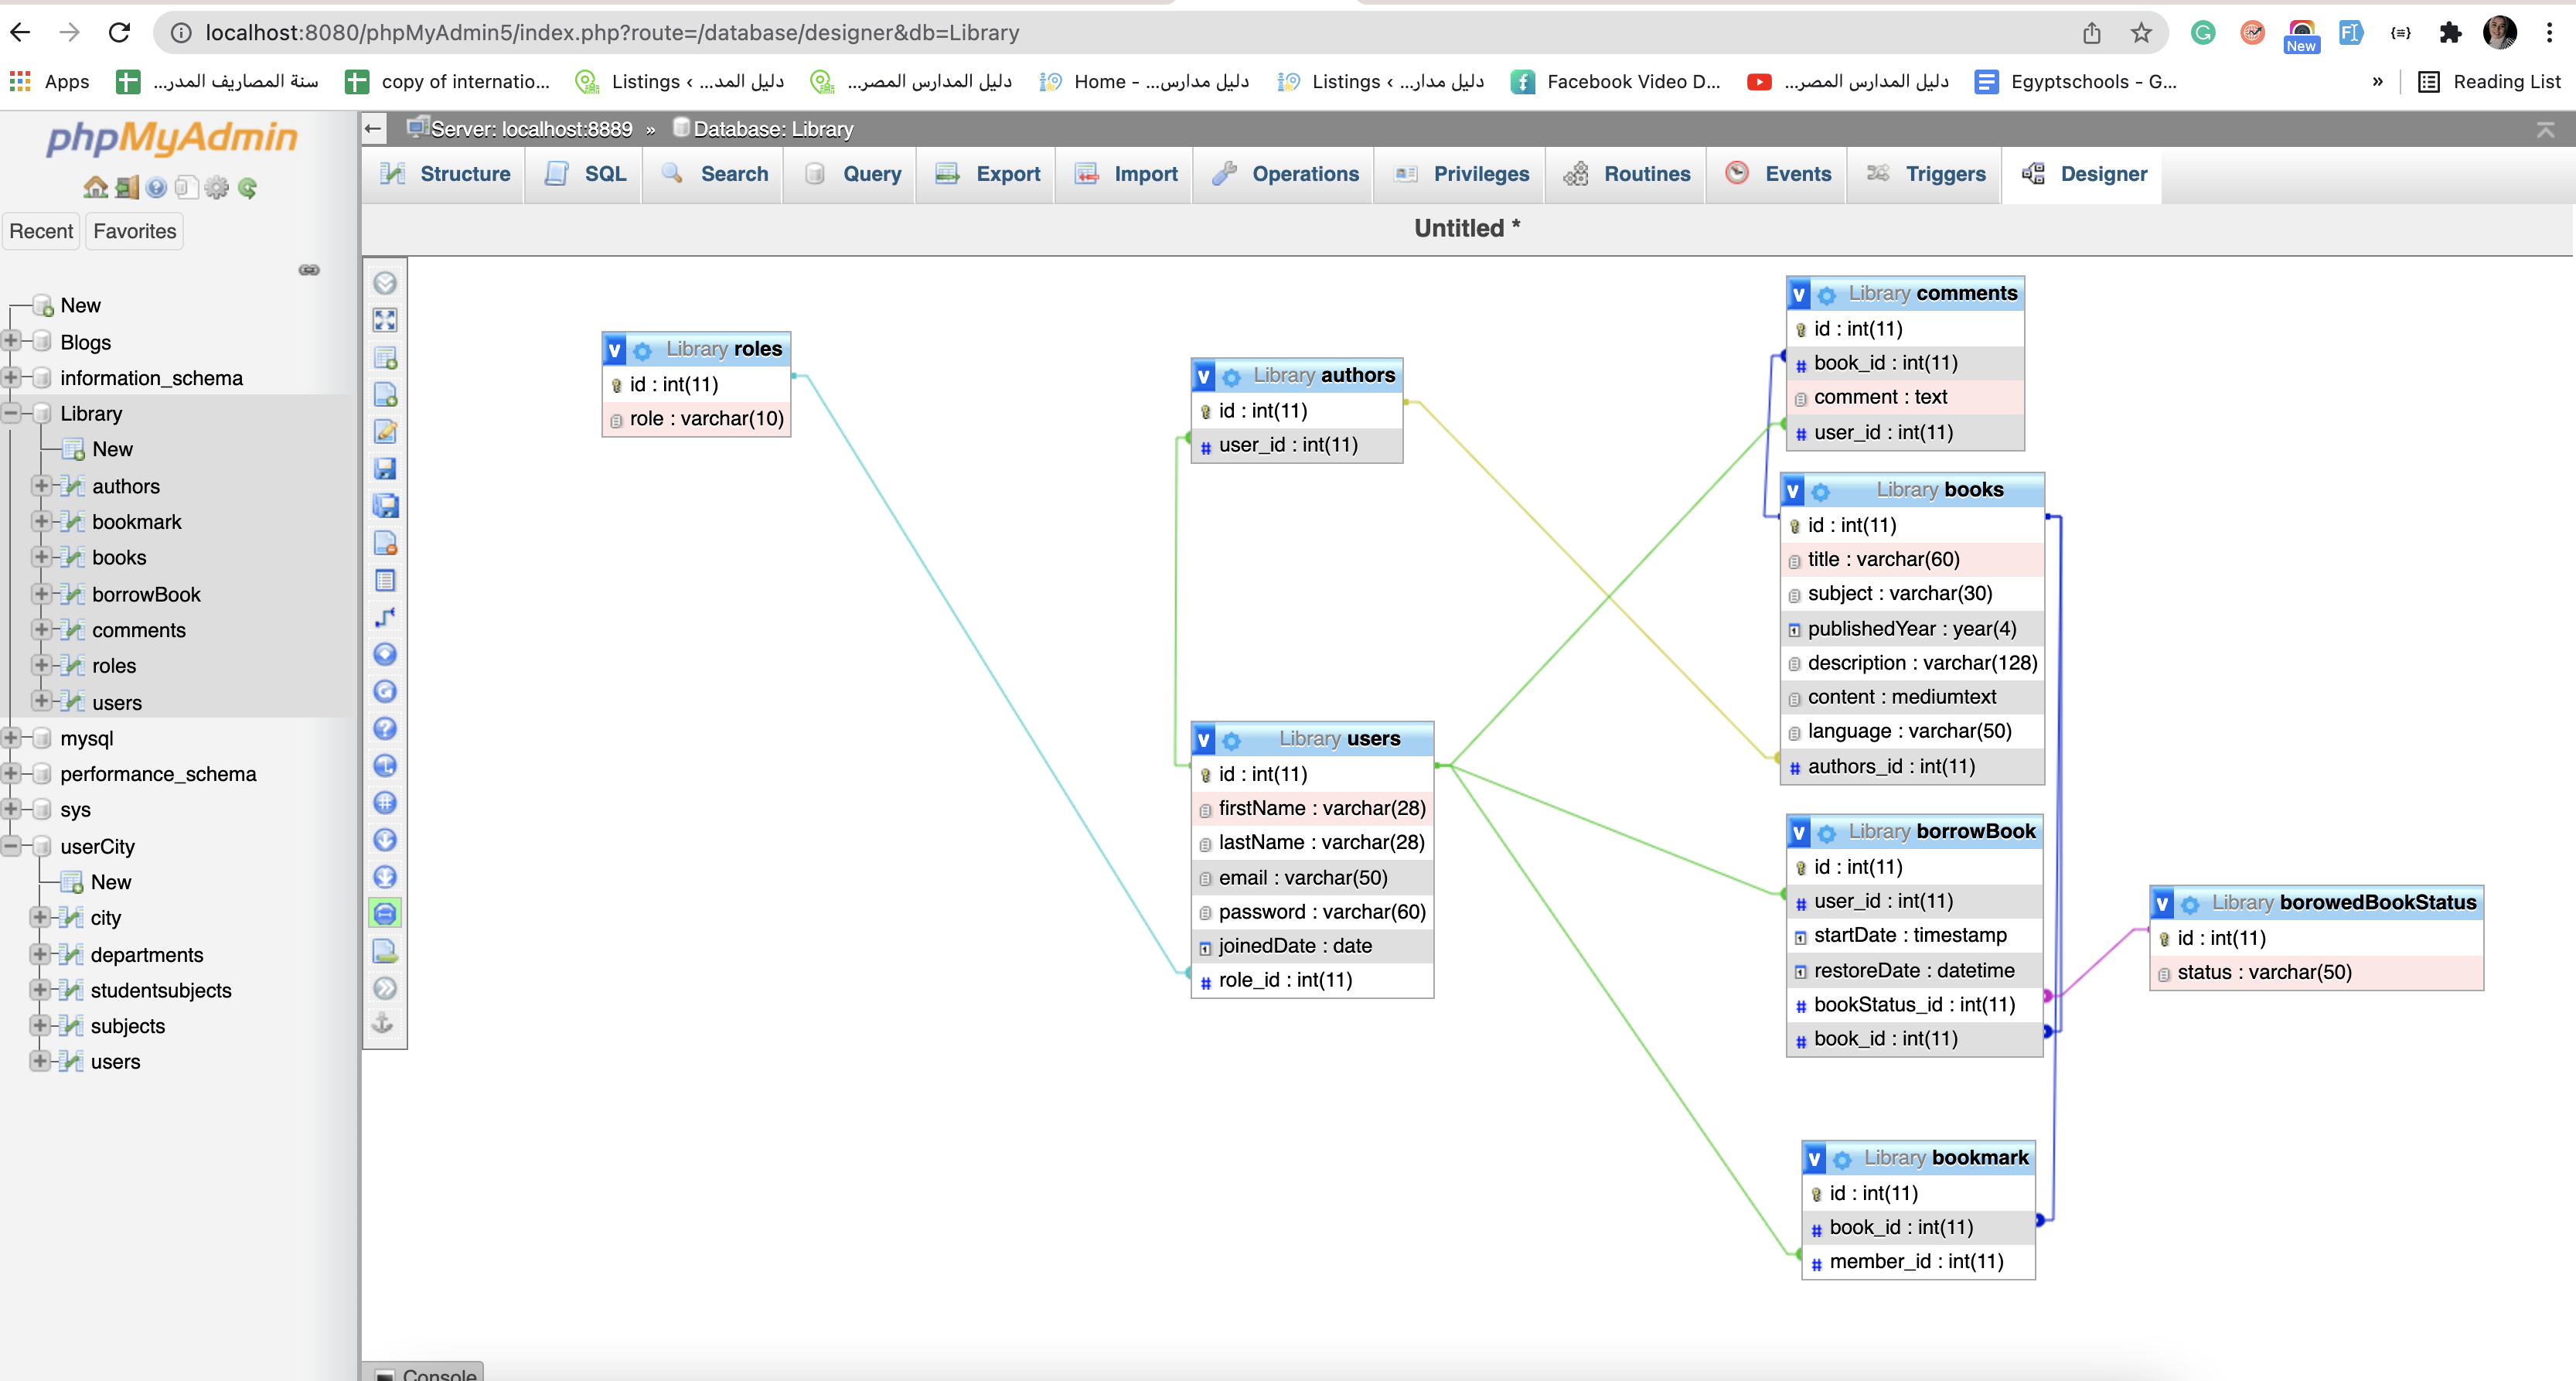 localhost:8080/phpMyAdmin5/index.php?route=/database/designer&db=Library
New
Apps
سنة المصاريف المدر...
copy of internatio...
Listings ‹ دليل المد...
دليل المدارس المصر...
Home - دليل مدارس...
Listings ‹ دليل مدار...
Facebook Video D...
دليل المدارس المصر...
Egyptschools - G...
»
Reading List
phpMyAdmin
Recent
Favorites
New
Blogs
information_schema
Library
New
authors
bookmark
books
borrowBook
comments
roles
users
mysql
performance_schema
sys
userCity
New
city
departments
studentsubjects
subjects
users
Server: localhost:8889 » Database: Library
Structure
SQL
Search
Query
Export
Import
Operations
Privileges
Routines
Events
Triggers
Designer
Untitled *
v Library roles
id : int(11)
role : varchar(10)
v Library authors
id : int(11)
# user_id : int(11)
v Library users
id : int(11)
firstName : varchar(28)
lastName : varchar(28)
email : varchar(50)
password : varchar(60)
joinedDate : date
# role_id : int(11)
v Library comments
id : int(11)
# book_id : int(11)
comment : text
# user_id : int(11)
v Library books
id : int(11)
title : varchar(60)
subject : varchar(30)
publishedYear : year(4)
description : varchar(128)
content : mediumtext
language : varchar(50)
# authors_id : int(11)
v Library borrowBook
id : int(11)
# user_id : int(11)
startDate : timestamp
restoreDate : datetime
# bookStatus_id : int(11)
# book_id : int(11)
v Library borowedBookStatus
id : int(11)
status : varchar(50)
v Library bookmark
id : int(11)
# book_id : int(11)
# member_id : int(11)
Console